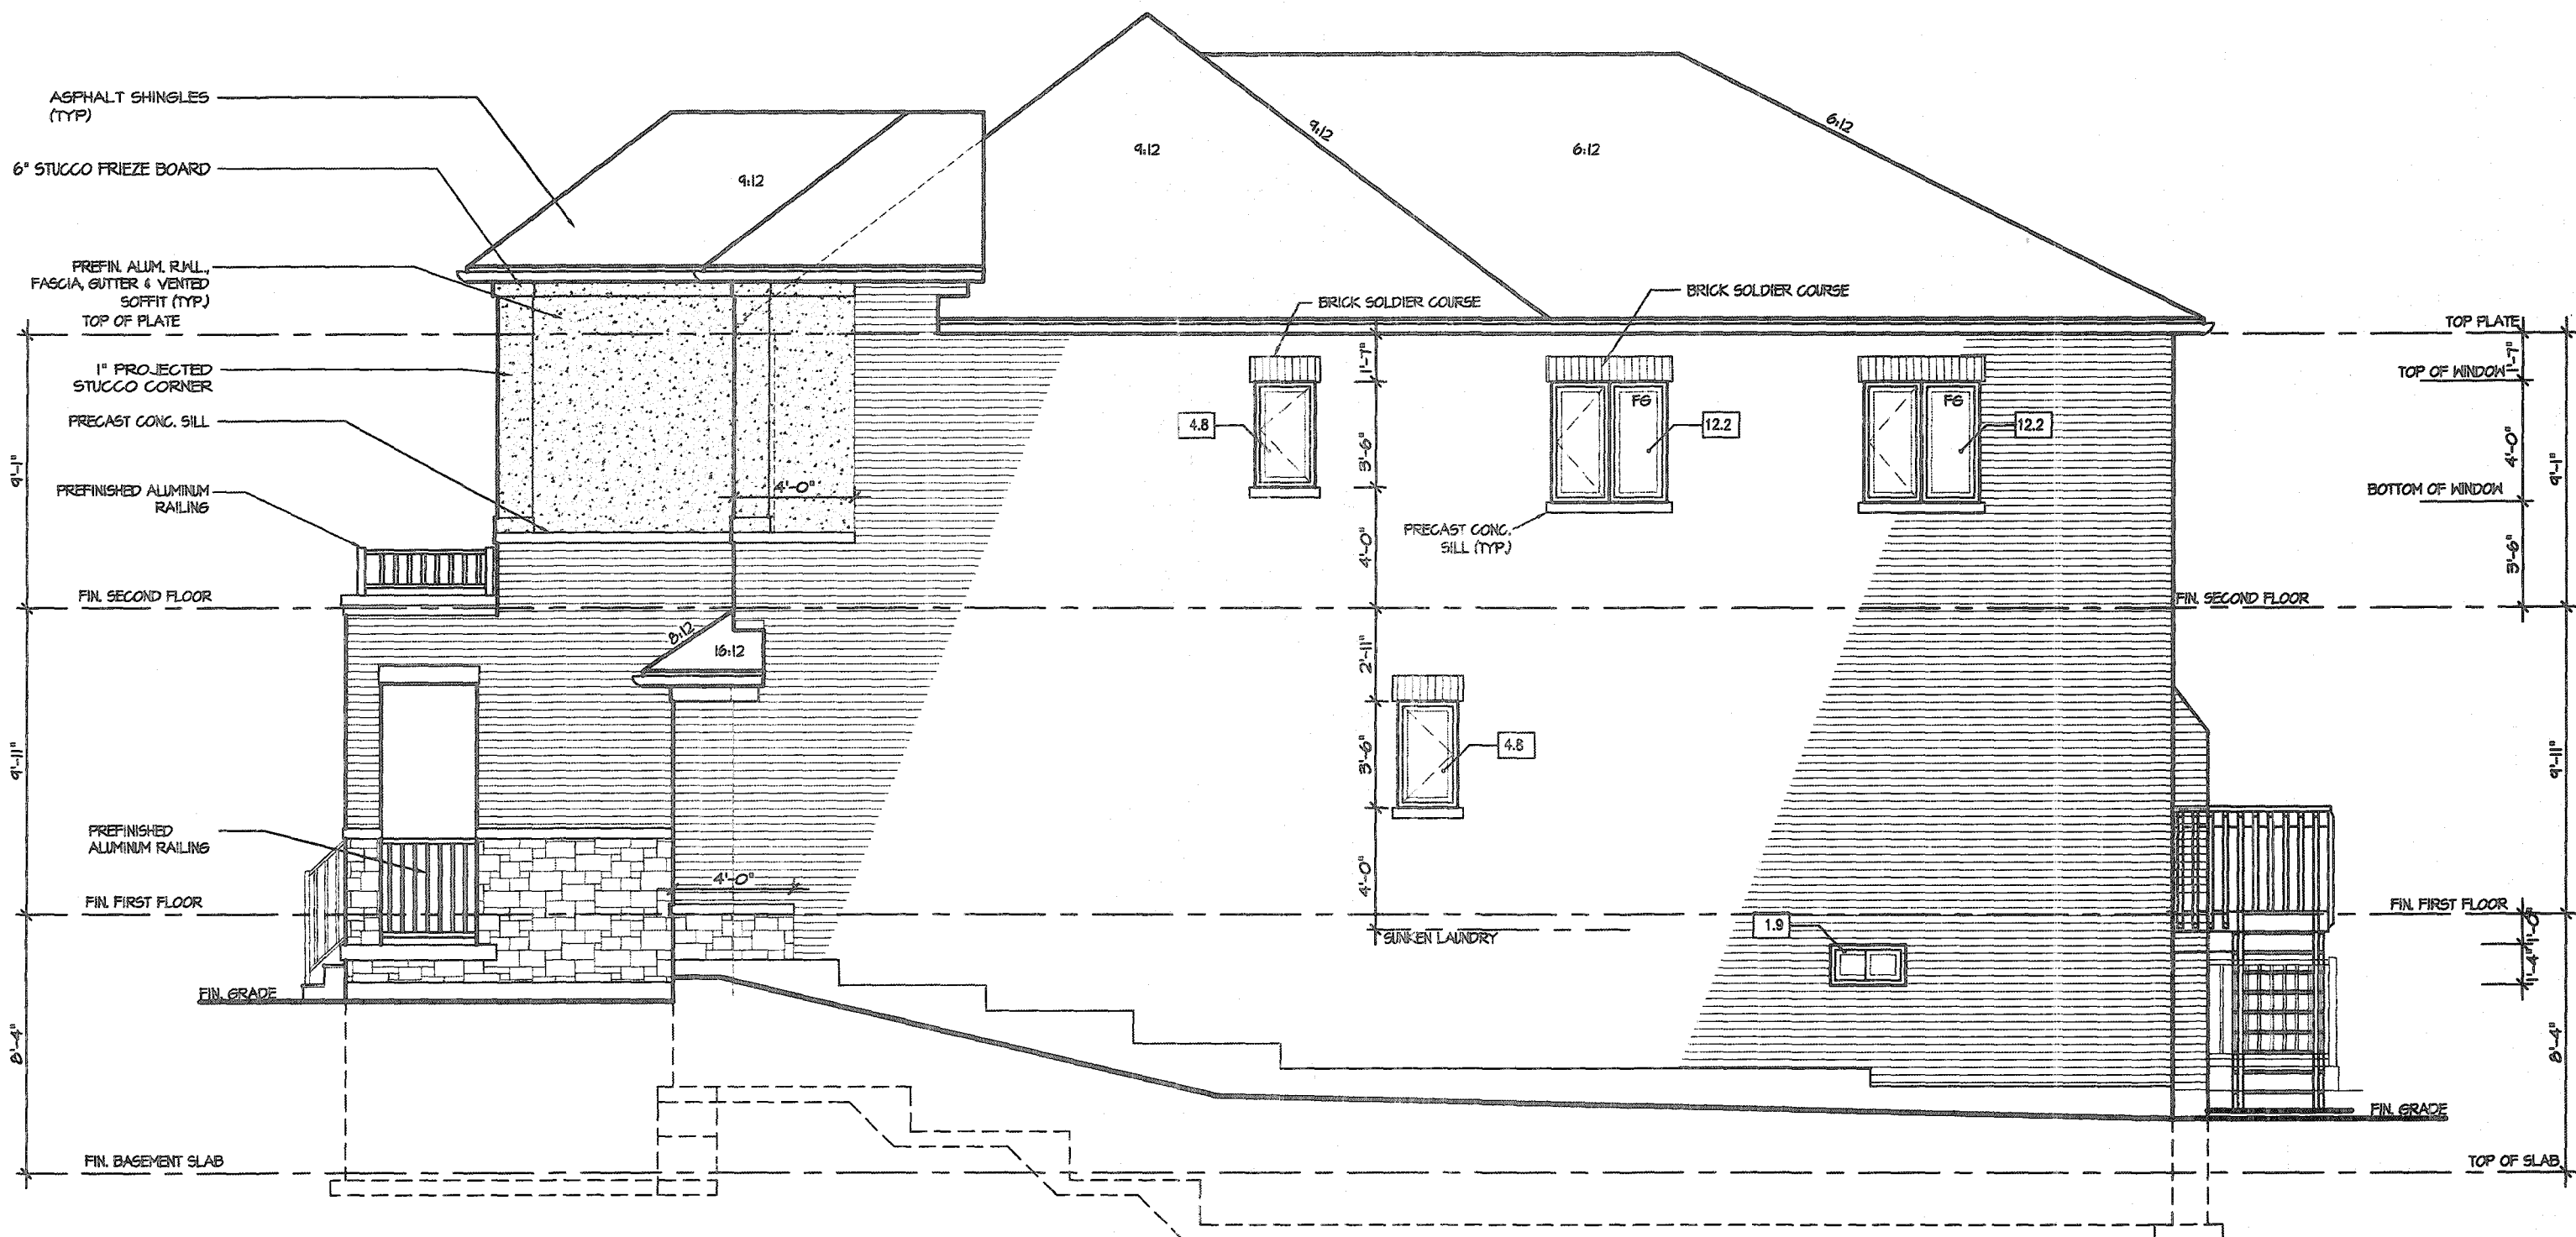 ASPHALT SHINGLES
(TYP)
6" STUCCO FRIEZE BOARD
PREFIN. ALUM. R.W.L.,
FASCIA, GUTTER & VENTED
SOFFIT (TYP.)
TOP OF PLATE
1" PROJECTED
STUCCO CORNER
PRECAST CONC. SILL
PREFINISHED ALUMINUM
RAILING
FIN. SECOND FLOOR
PREFINISHED
ALUMINUM RAILING
FIN. FIRST FLOOR
FIN. GRADE
FIN. BASEMENT SLAB
9'-1"
9'-11"
8'-4"
9:12
9:12
9:12
6:12
6:12
4'-0"
8:12
16:12
4'-0"
BRICK SOLDIER COURSE
BRICK SOLDIER COURSE
4.8
FG
12.2
FG
12.2
PRECAST CONC.
SILL (TYP.)
1'-7"
3'-6"
4'-0"
2'-11"
3'-6"
4'-0"
4.8
SUNKEN LAUNDRY
1.9
TOP PLATE
1'-7"
TOP OF WINDOW
4'-0"
BOTTOM OF WINDOW
3'-6"
FIN. SECOND FLOOR
FIN. FIRST FLOOR
1'-0"
1'-4"
FIN. GRADE
TOP OF SLAB
9'-1"
9'-11"
8'-4"